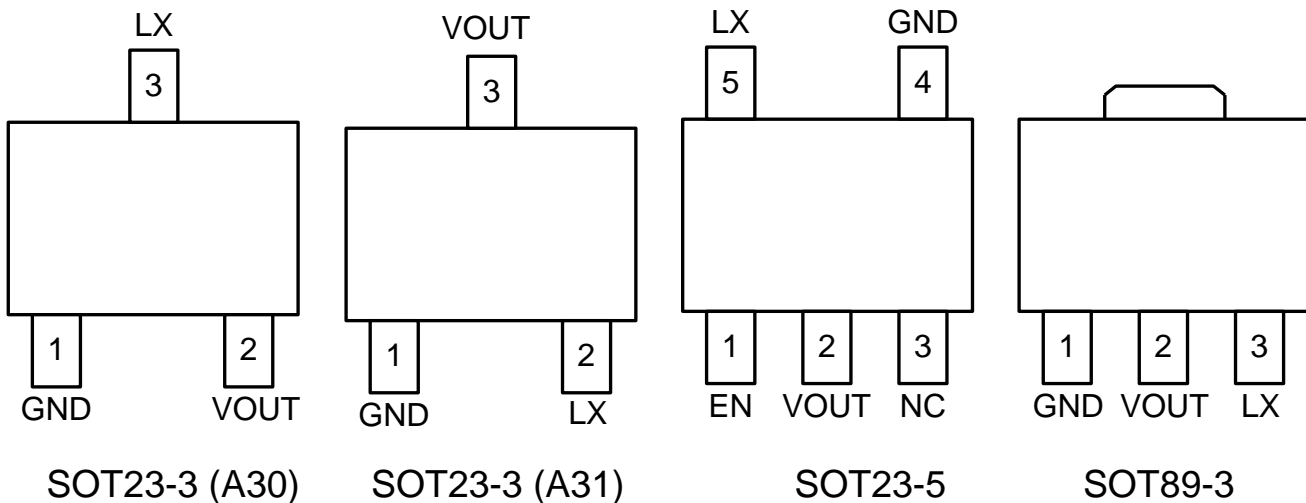 LX
3
1
2
GND
VOUT
SOT23-3 (A30)
VOUT
3
1
2
GND
LX
SOT23-3 (A31)
LX
GND
5
4
1
2
3
EN
VOUT
NC
SOT23-5
1
2
3
GND
VOUT
LX
SOT89-3